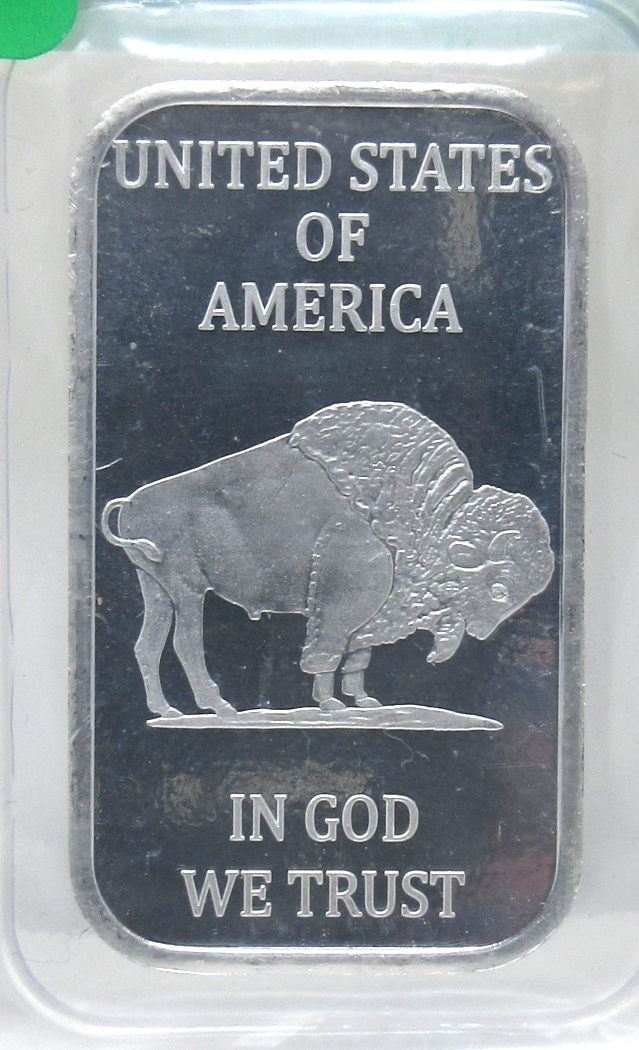 UNITED STATES
OF
AMERICA
IN GOD
WE TRUST